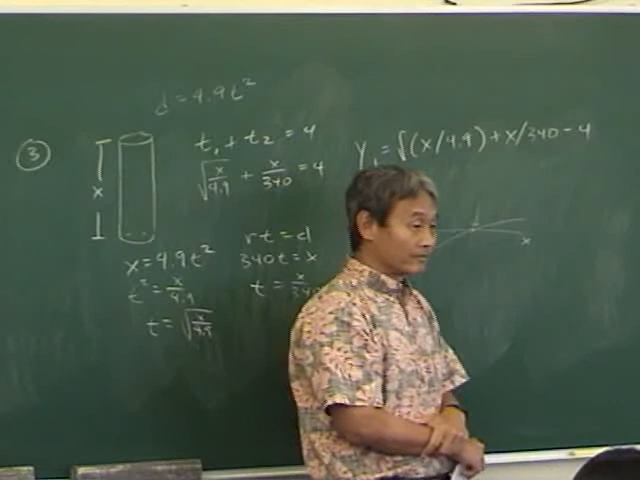 d = 4.9t²
③
x
t₁ + t₂ = 4
√(x/4.9) + x/340 = 4
x = 4.9t²
t² = x/4.9
t = √(x/4.9)
rt = d
340t = x
t = x/340
Y₁ = √(x/4.9) + x/340 - 4
x